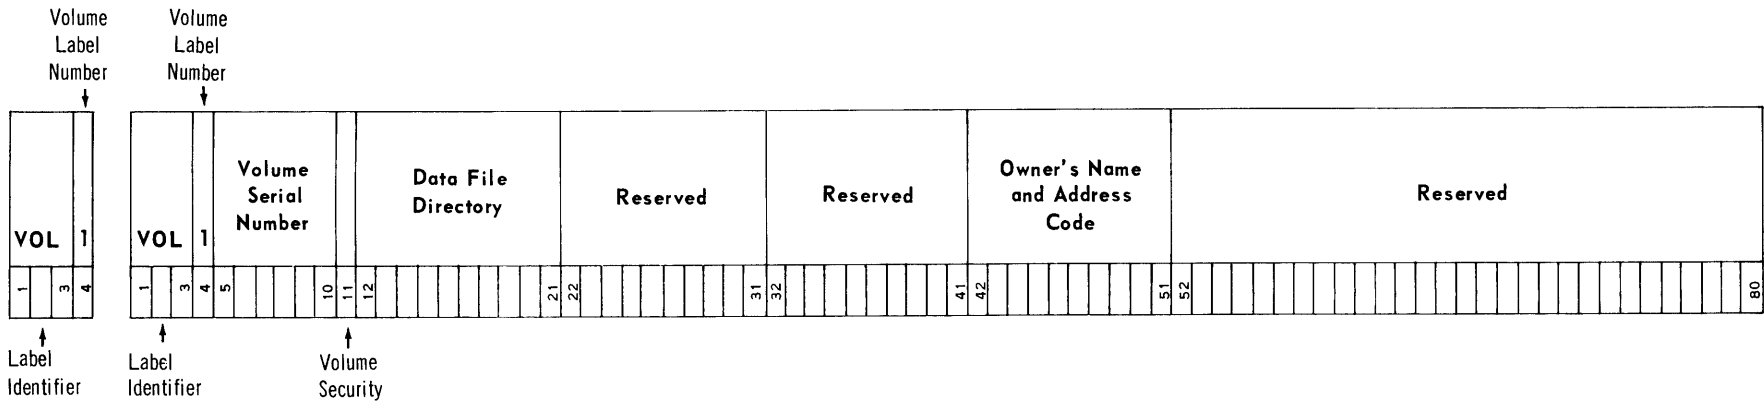 Volume
Label
Number
Volume
Label
Number
VOL 1
VOL 1
Volume
Serial
Number
Data File
Directory
Reserved
Reserved
Owner's Name
and Address
Code
Reserved
1 3 4
1 3 4 5 10 11 12 21 22 31 32 41 42 51 52 80
Label
Identifier
Label
Identifier
Volume
Security